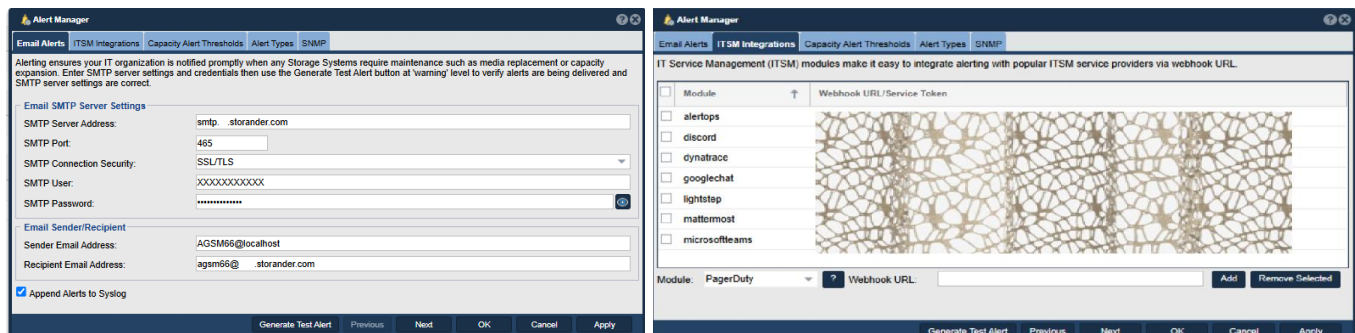 Alert Manager
Email Alerts ITSM Integrations Capacity Alert Thresholds Alert Types SNMP
Alerting ensures your IT organization is notified promptly when any Storage Systems require maintenance such as media replacement or capacity
expansion. Enter SMTP server settings and credentials then use the Generate Test Alert button at 'warning' level to verify alerts are being delivered and
SMTP server settings are correct.
Email SMTP Server Settings
SMTP Server Address: smtp. .storander.com
SMTP Port: 465
SMTP Connection Security: SSL/TLS
SMTP User: XXXXXXXXXXX
SMTP Password: ••••••••••••••
Email Sender/Recipient
Sender Email Address: AGSM66@localhost
Recipient Email Address: agsm66@ .storander.com
Append Alerts to Syslog
Generate Test Alert Previous Next OK Cancel Apply
Alert Manager
Email Alerts ITSM Integrations Capacity Alert Thresholds Alert Types SNMP
IT Service Management (ITSM) modules make it easy to integrate alerting with popular ITSM service providers via webhook URL.
Module Webhook URL/Service Token
alertops
discord
dynatrace
googlechat
lightstep
mattermost
microsoftteams
Module: PagerDuty ? Webhook URL: Add Remove Selected
Generate Test Alert Previous Next OK Cancel Apply